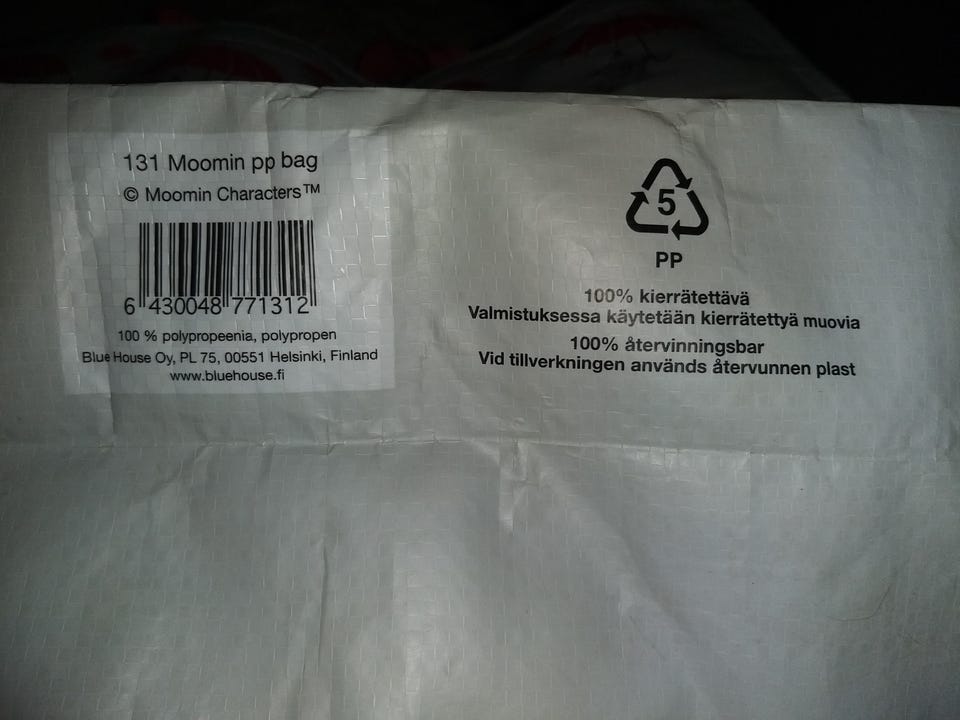 131 Moomin pp bag
© Moomin Characters™
6 430048 771312
100 % polypropeenia, polypropen
Blue House Oy, PL 75, 00551 Helsinki, Finland
www.bluehouse.fi
5
PP
100% kierrätettävä
Valmistuksessa käytetään kierrätettyä muovia
100% återvinningsbar
Vid tillverkningen används återvunnen plast